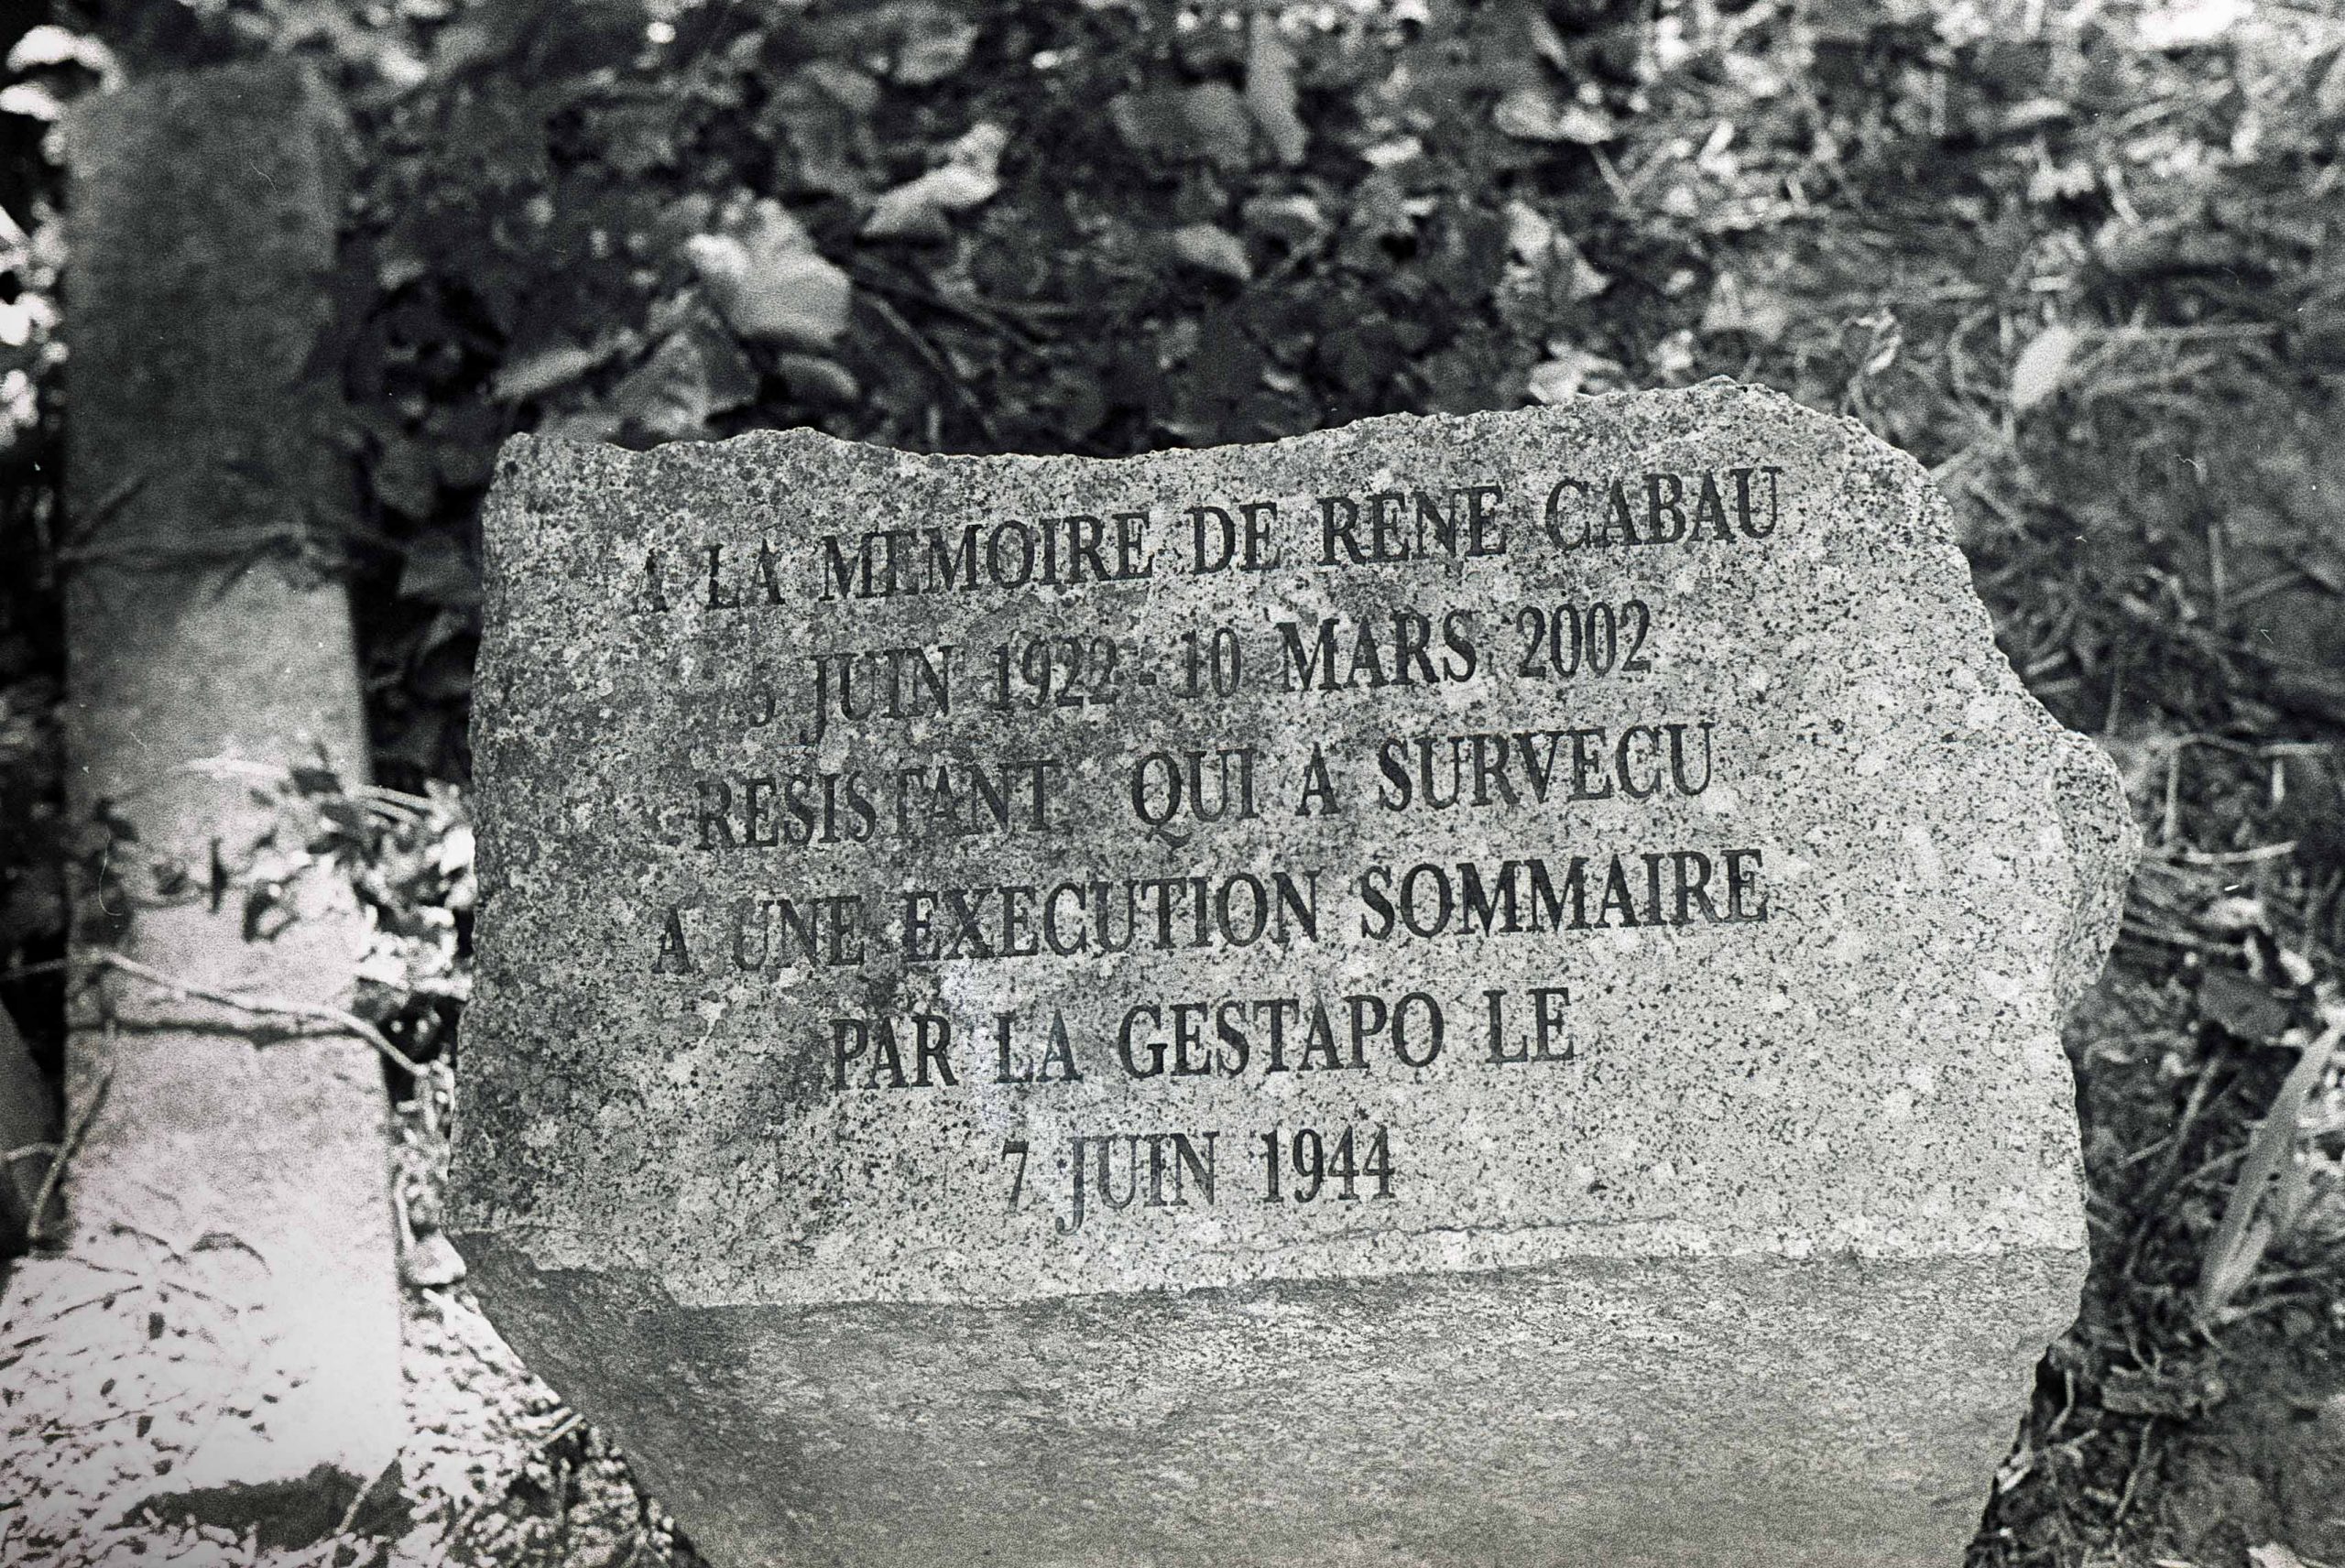 A LA MEMOIRE DE RENE CABAU
5 JUIN 1922 - 10 MARS 2002
RESISTANT QUI A SURVECU
A UNE EXECUTION SOMMAIRE
PAR LA GESTAPO LE
7 JUIN 1944